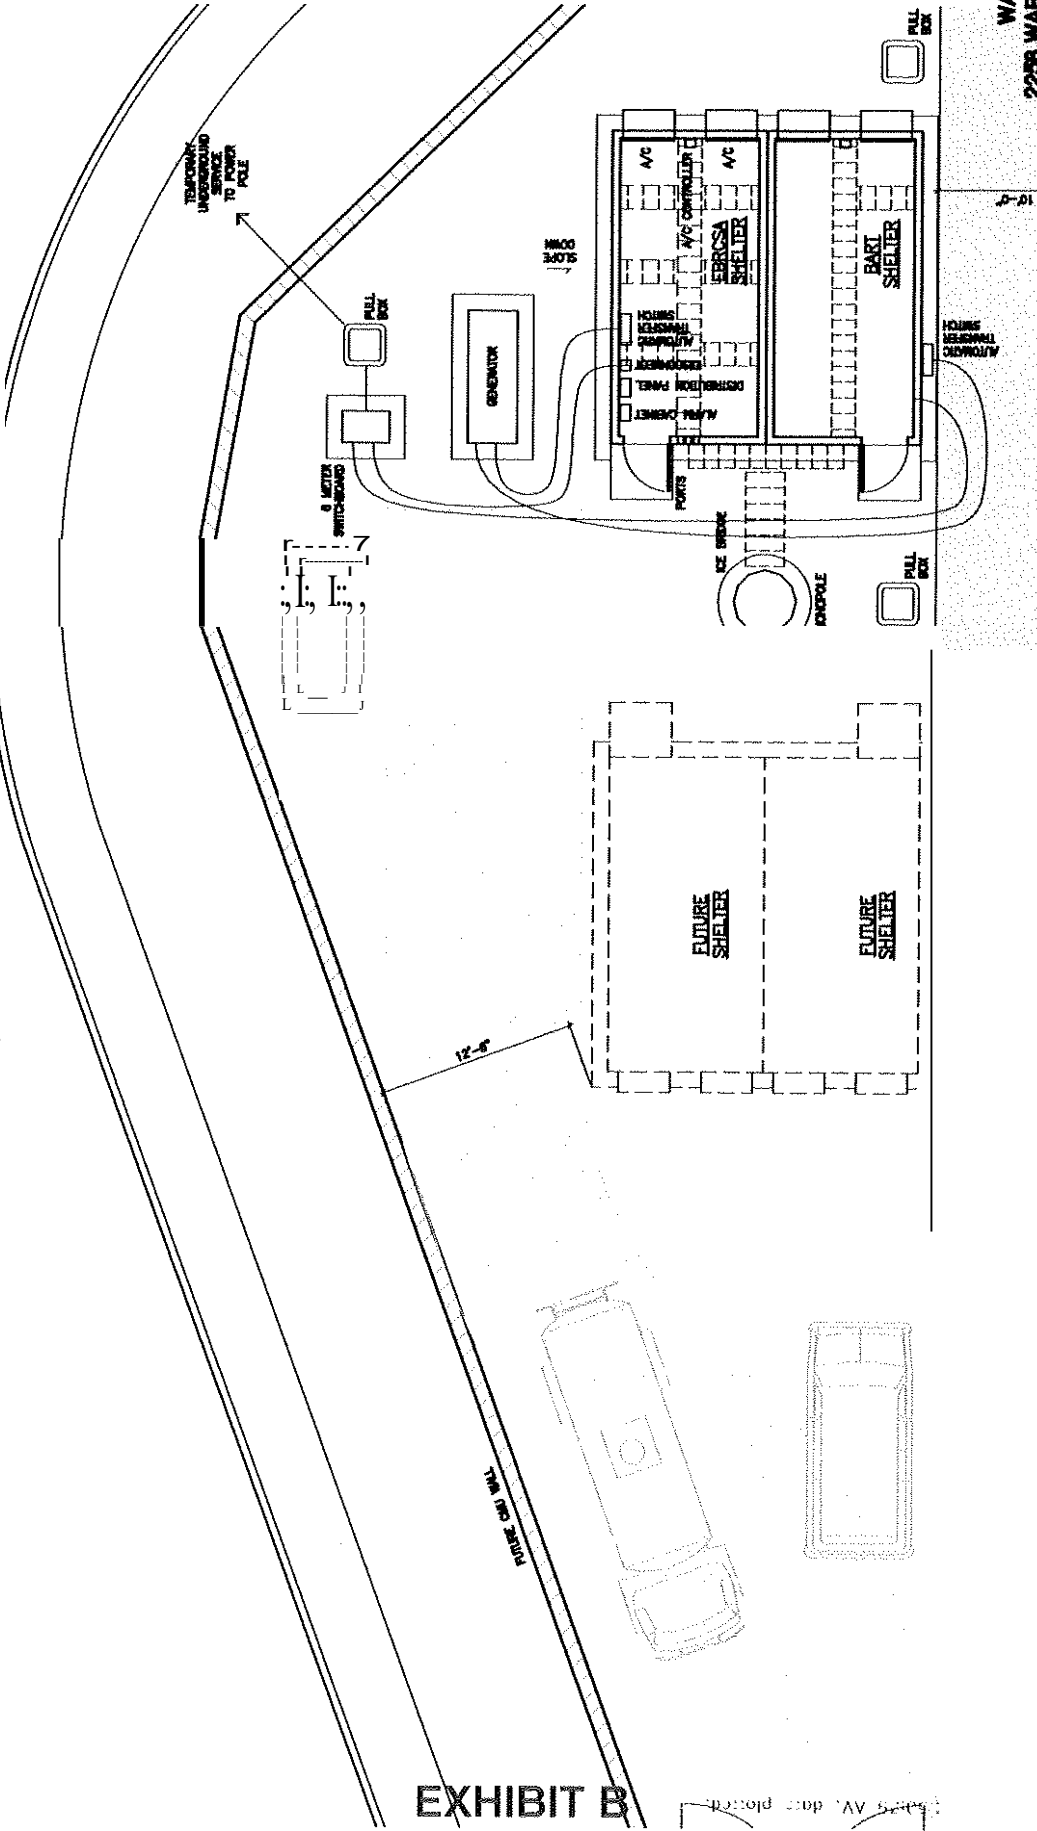 PULL
BOX
TEMPORARY
UNDERGROUND
SERVICE
TO POWER
POLE
A/C
A/C CONTROLLER
A/C
EBRCSA
SHELTER
BART
SHELTER
10'-0"
SLOPE
DOWN
PULL
BOX
GENERATOR
AUTOMATIC
TRANSFER
SWITCH
DISCONNECT
DISTRIBUTION PANEL
ALARM CABINET
AUTOMATIC
TRANSFER
SWITCH
6 METER
SWITCHBOARD
PORTS
ICE BRIDGE
PULL
BOX
FUTURE
SHELTER
FUTURE
SHELTER
FUTURE CMU WALL
EXHIBIT B